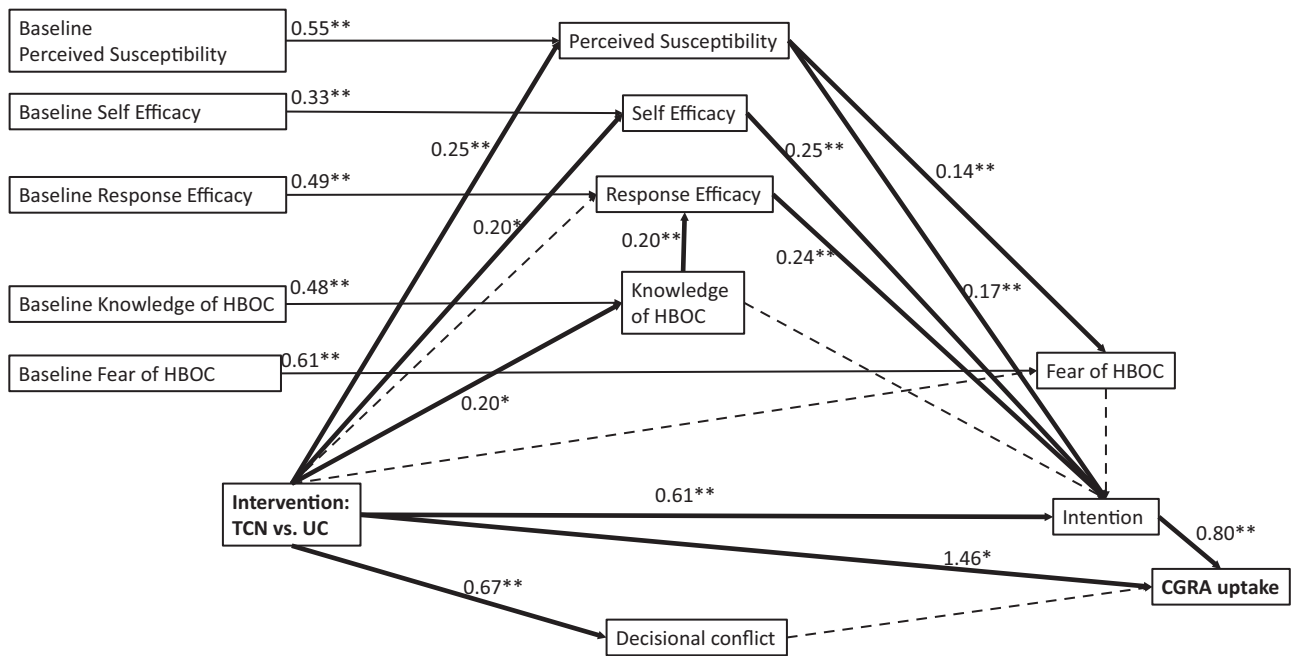 Baseline
Perceived Susceptibility
0.55**
Perceived Susceptibility
Baseline Self Efficacy
0.33**
Self Efficacy
0.25**
0.25**
0.14**
Baseline Response Efficacy
0.49**
Response Efficacy
0.20*
0.20**
0.24**
Baseline Knowledge of HBOC
0.48**
Knowledge
of HBOC
0.17**
Baseline Fear of HBOC
0.61**
Fear of HBOC
0.20*
Intervention:
TCN vs. UC
0.61**
Intention
0.80**
1.46*
CGRA uptake
0.67**
Decisional conflict